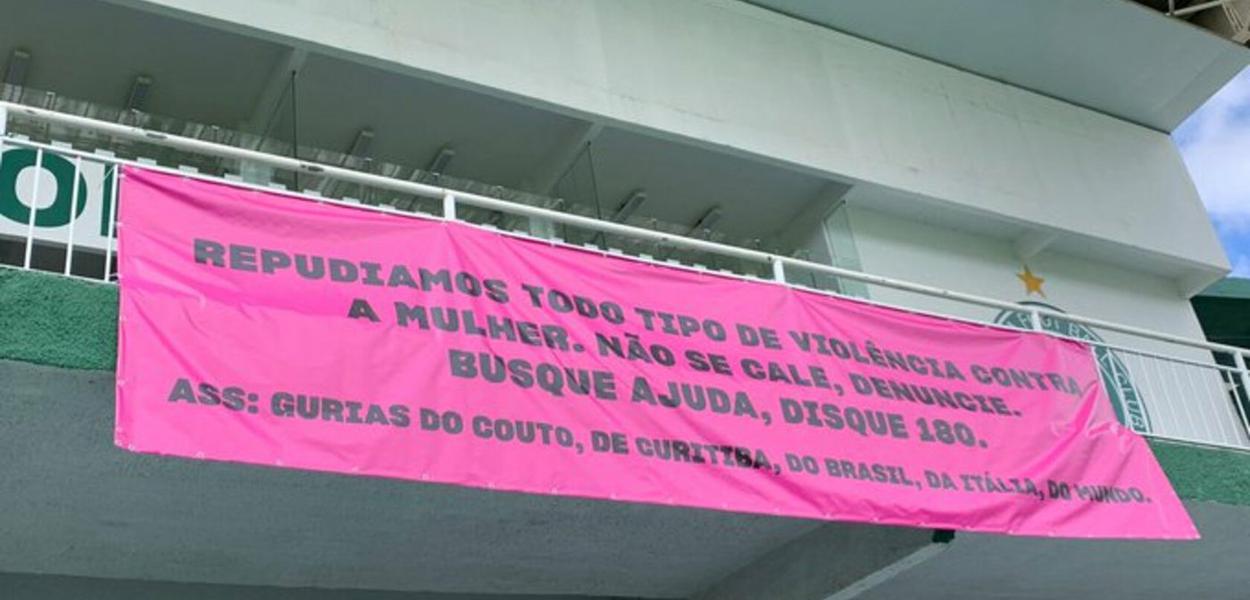 REPUDIAMOS TODO TIPO DE VIOLÊNCIA CONTRA
A MULHER. NÃO SE CALE, DENUNCIE.
BUSQUE AJUDA, DISQUE 180.
ASS: GURIAS DO COUTO, DE CURITIBA, DO BRASIL, DA ITÁLIA, DO MUNDO.